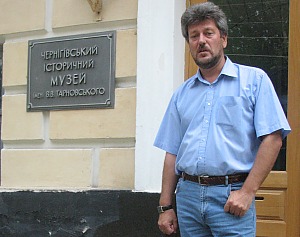 ЧЕРНІГІВСЬКИЙ
ІСТОРИЧНИЙ
МУЗЕЙ
ІМ. В.В. ТАРНОВСЬКОГО